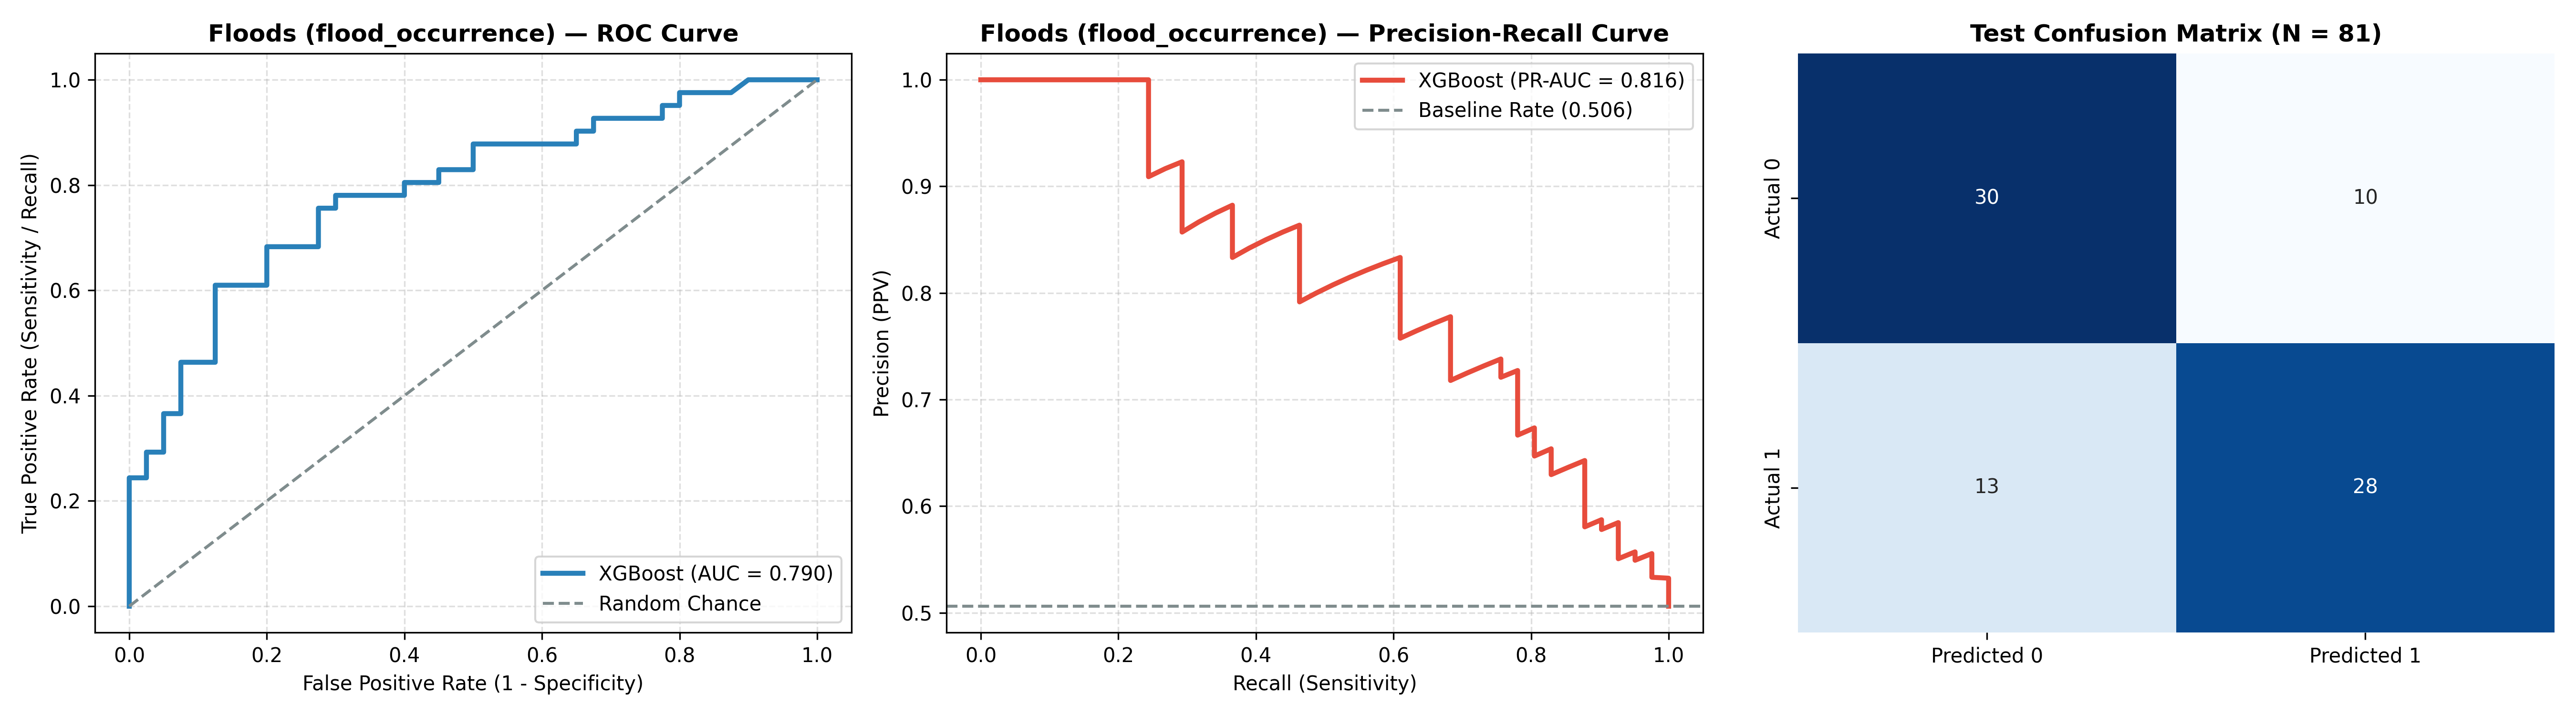 Floods (flood_occurrence) — ROC Curve
True Positive Rate (Sensitivity / Recall)
1.0
0.8
0.6
0.4
0.2
0.0
XGBoost (AUC = 0.790)
Random Chance
0.0 0.2 0.4 0.6 0.8 1.0
False Positive Rate (1 - Specificity)
Floods (flood_occurrence) — Precision-Recall Curve
Precision (PPV)
1.0
0.9
0.8
0.7
0.6
0.5
XGBoost (PR-AUC = 0.816)
Baseline Rate (0.506)
0.0 0.2 0.4 0.6 0.8 1.0
Recall (Sensitivity)
Test Confusion Matrix (N = 81)
Actual 0
30 10
Actual 1
13 28
Predicted 0 Predicted 1